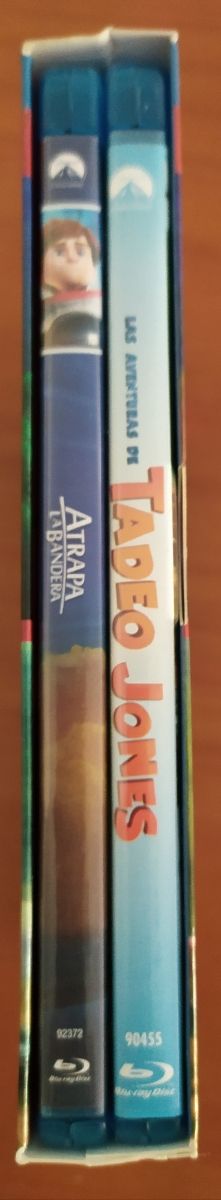 ATRAPA
LA BANDERA
92372
Blu-ray Disc
LAS AVENTURAS DE
TADEO JONES
90455
Blu-ray Disc